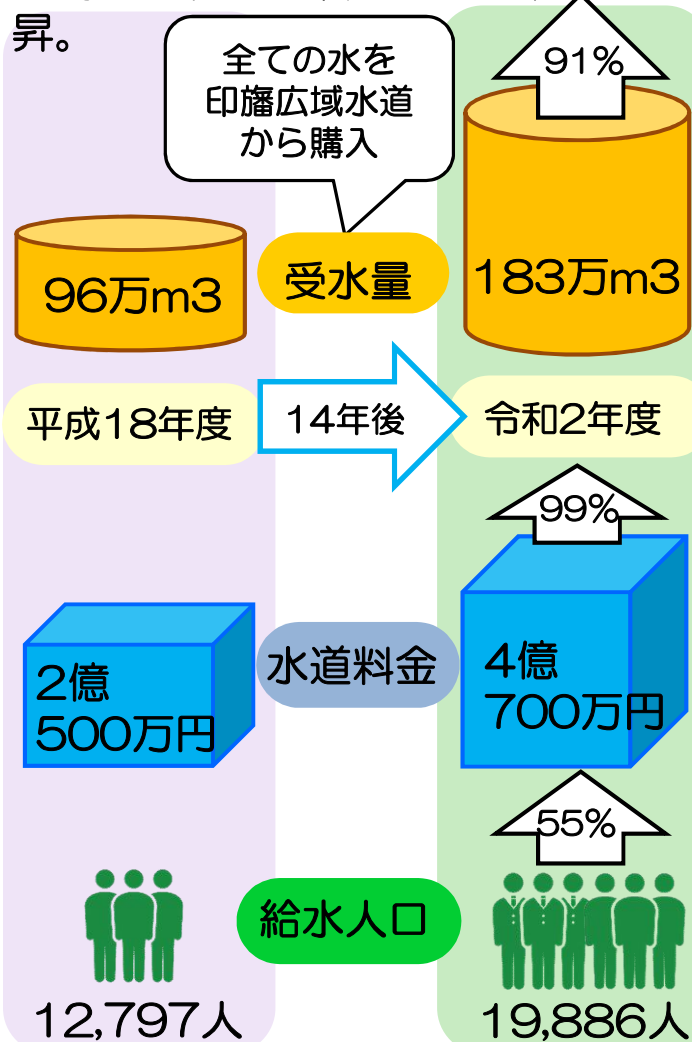 昇。
全ての水を
印旛広域水道
から購入
91%
96万m3
受水量
183万m3
平成18年度
14年後
令和2年度
99%
2億
500万円
水道料金
4億
700万円
55%
給水人口
12,797人
19,886人